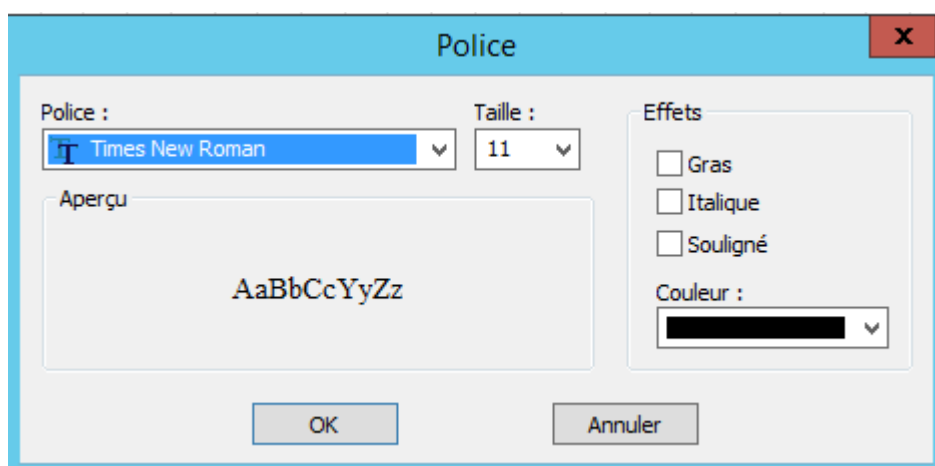 Police
Police :
Taille :
Effets
Times New Roman
11
Gras
Aperçu
Italique
Souligné
AaBbCcYyZz
Couleur :
OK
Annuler